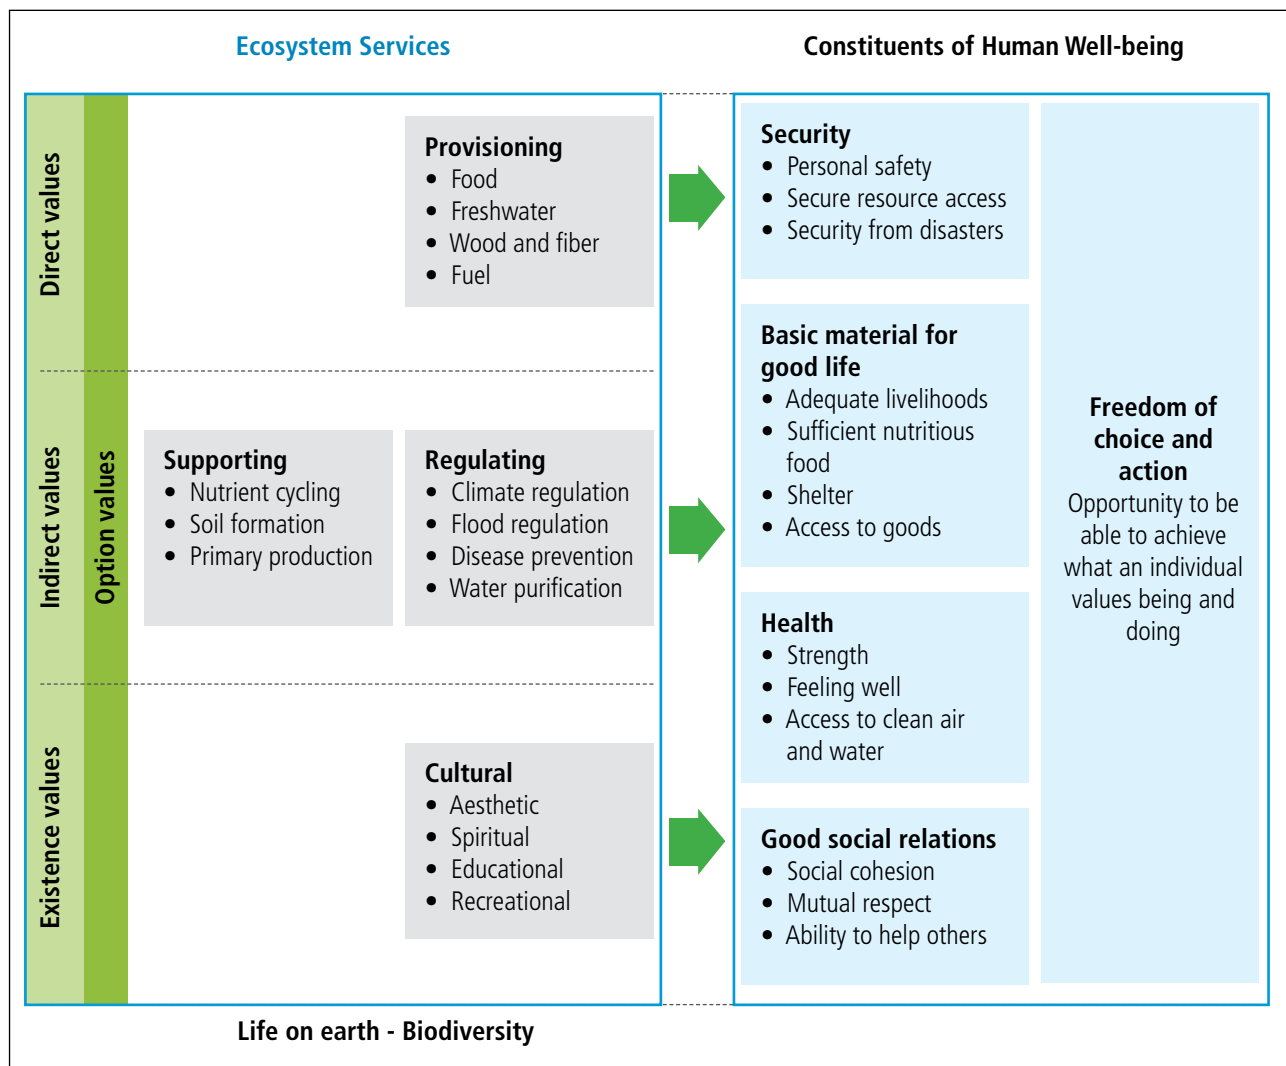 Ecosystem Services
Constituents of Human Well-being
Direct values
Indirect values
Existence values
Option values
Provisioning
• Food
• Freshwater
• Wood and fiber
• Fuel
Supporting
• Nutrient cycling
• Soil formation
• Primary production
Regulating
• Climate regulation
• Flood regulation
• Disease prevention
• Water purification
Cultural
• Aesthetic
• Spiritual
• Educational
• Recreational
Security
• Personal safety
• Secure resource access
• Security from disasters
Basic material for
good life
• Adequate livelihoods
• Sufficient nutritious
food
• Shelter
• Access to goods
Health
• Strength
• Feeling well
• Access to clean air
and water
Good social relations
• Social cohesion
• Mutual respect
• Ability to help others
Freedom of
choice and
action
Opportunity to be
able to achieve
what an individual
values being and
doing
Life on earth - Biodiversity